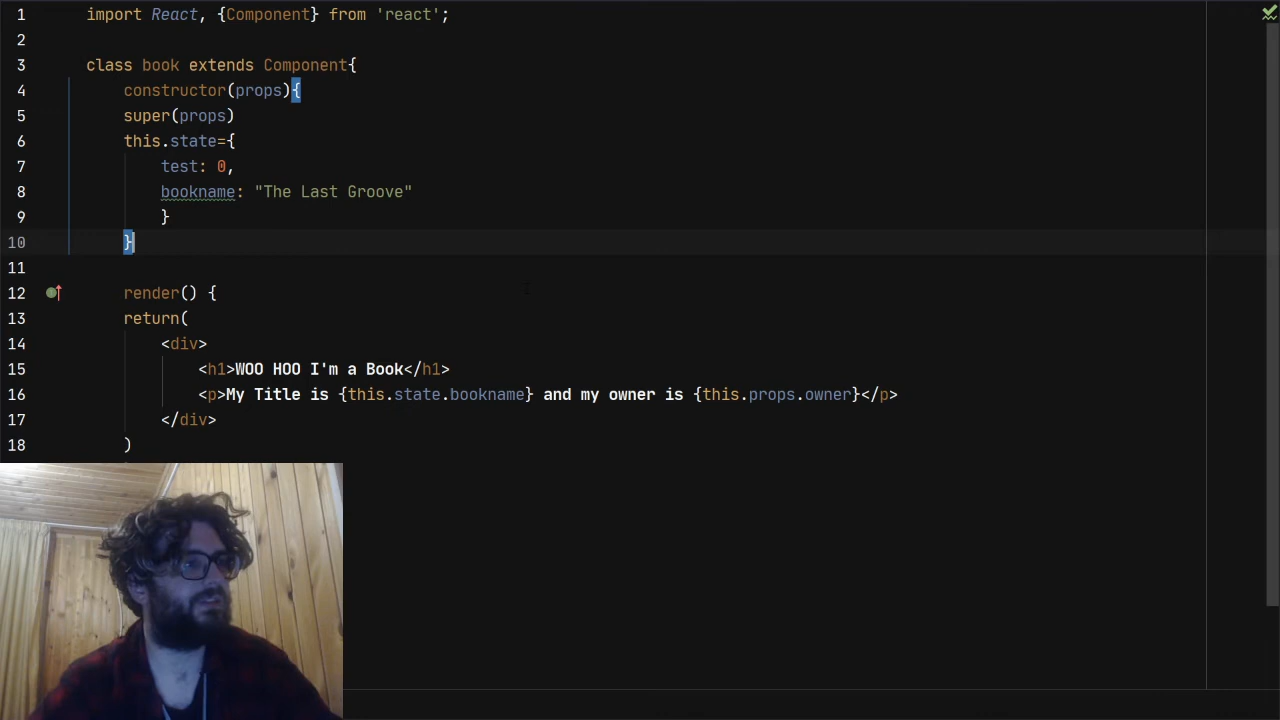 1 import React, {Component} from 'react';
2
3 class book extends Component{
4 constructor(props){
5 super(props)
6 this.state={
7 test: 0,
8 bookname: "The Last Groove"
9 }
10 }
11
12 render() {
13 return(
14 <div>
15 <h1>WOO HOO I'm a Book</h1>
16 <p>My Title is {this.state.bookname} and my owner is {this.props.owner}</p>
17 </div>
18 )